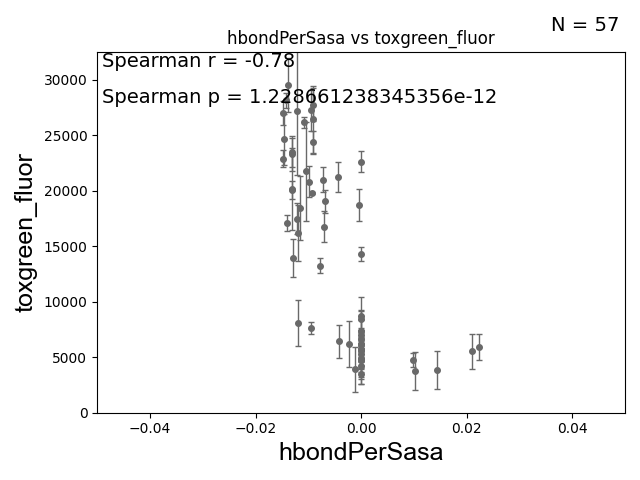 N = 57
hbondPerSasa vs toxgreen_fluor
Spearman r = -0.78
Spearman p = 1.228661238345356e-12
30000
25000
20000
15000
10000
5000
0
toxgreen_fluor
−0.04 −0.02 0.00 0.02 0.04
hbondPerSasa